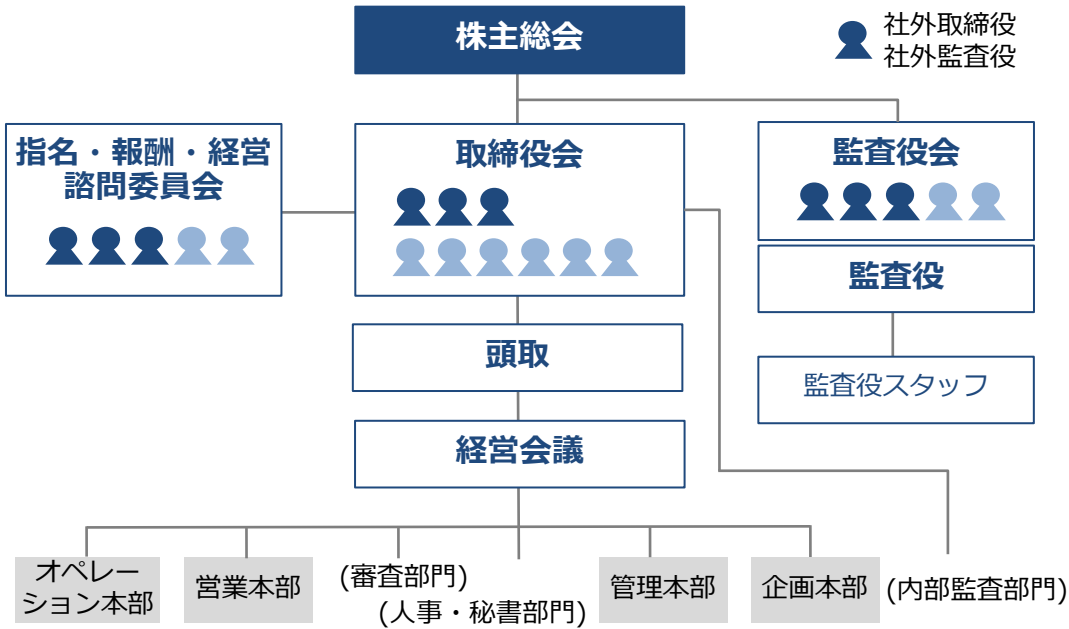 株主総会
社外取締役
社外監査役
指名・報酬・経営
諮問委員会
取締役会
監査役会
監査役
頭取
監査役スタッフ
経営会議
オペレー
ション本部
営業本部
(審査部門)
(人事・秘書部門)
管理本部
企画本部
(内部監査部門)